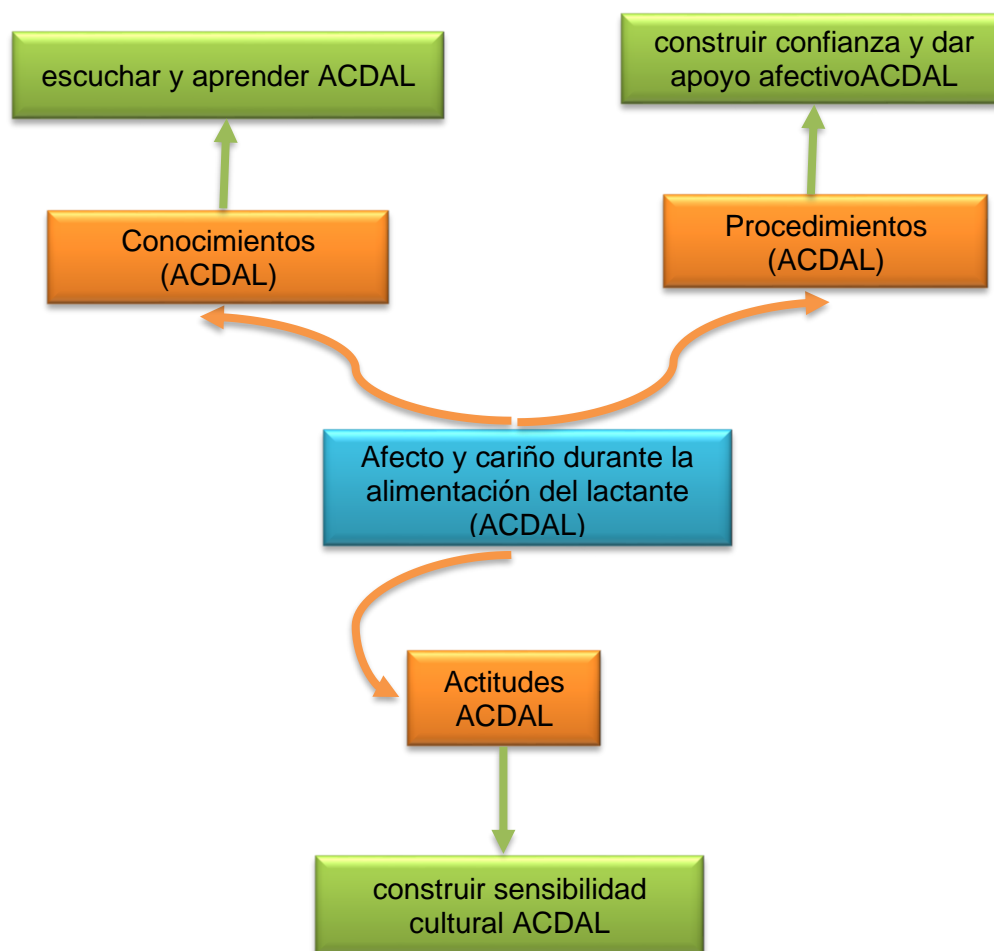 escuchar y aprender ACDAL
construir confianza y dar
apoyo afectivoACDAL
Conocimientos
(ACDAL)
Procedimientos
(ACDAL)
Afecto y cariño durante la
alimentación del lactante
(ACDAL)
Actitudes
ACDAL
construir sensibilidad
cultural ACDAL